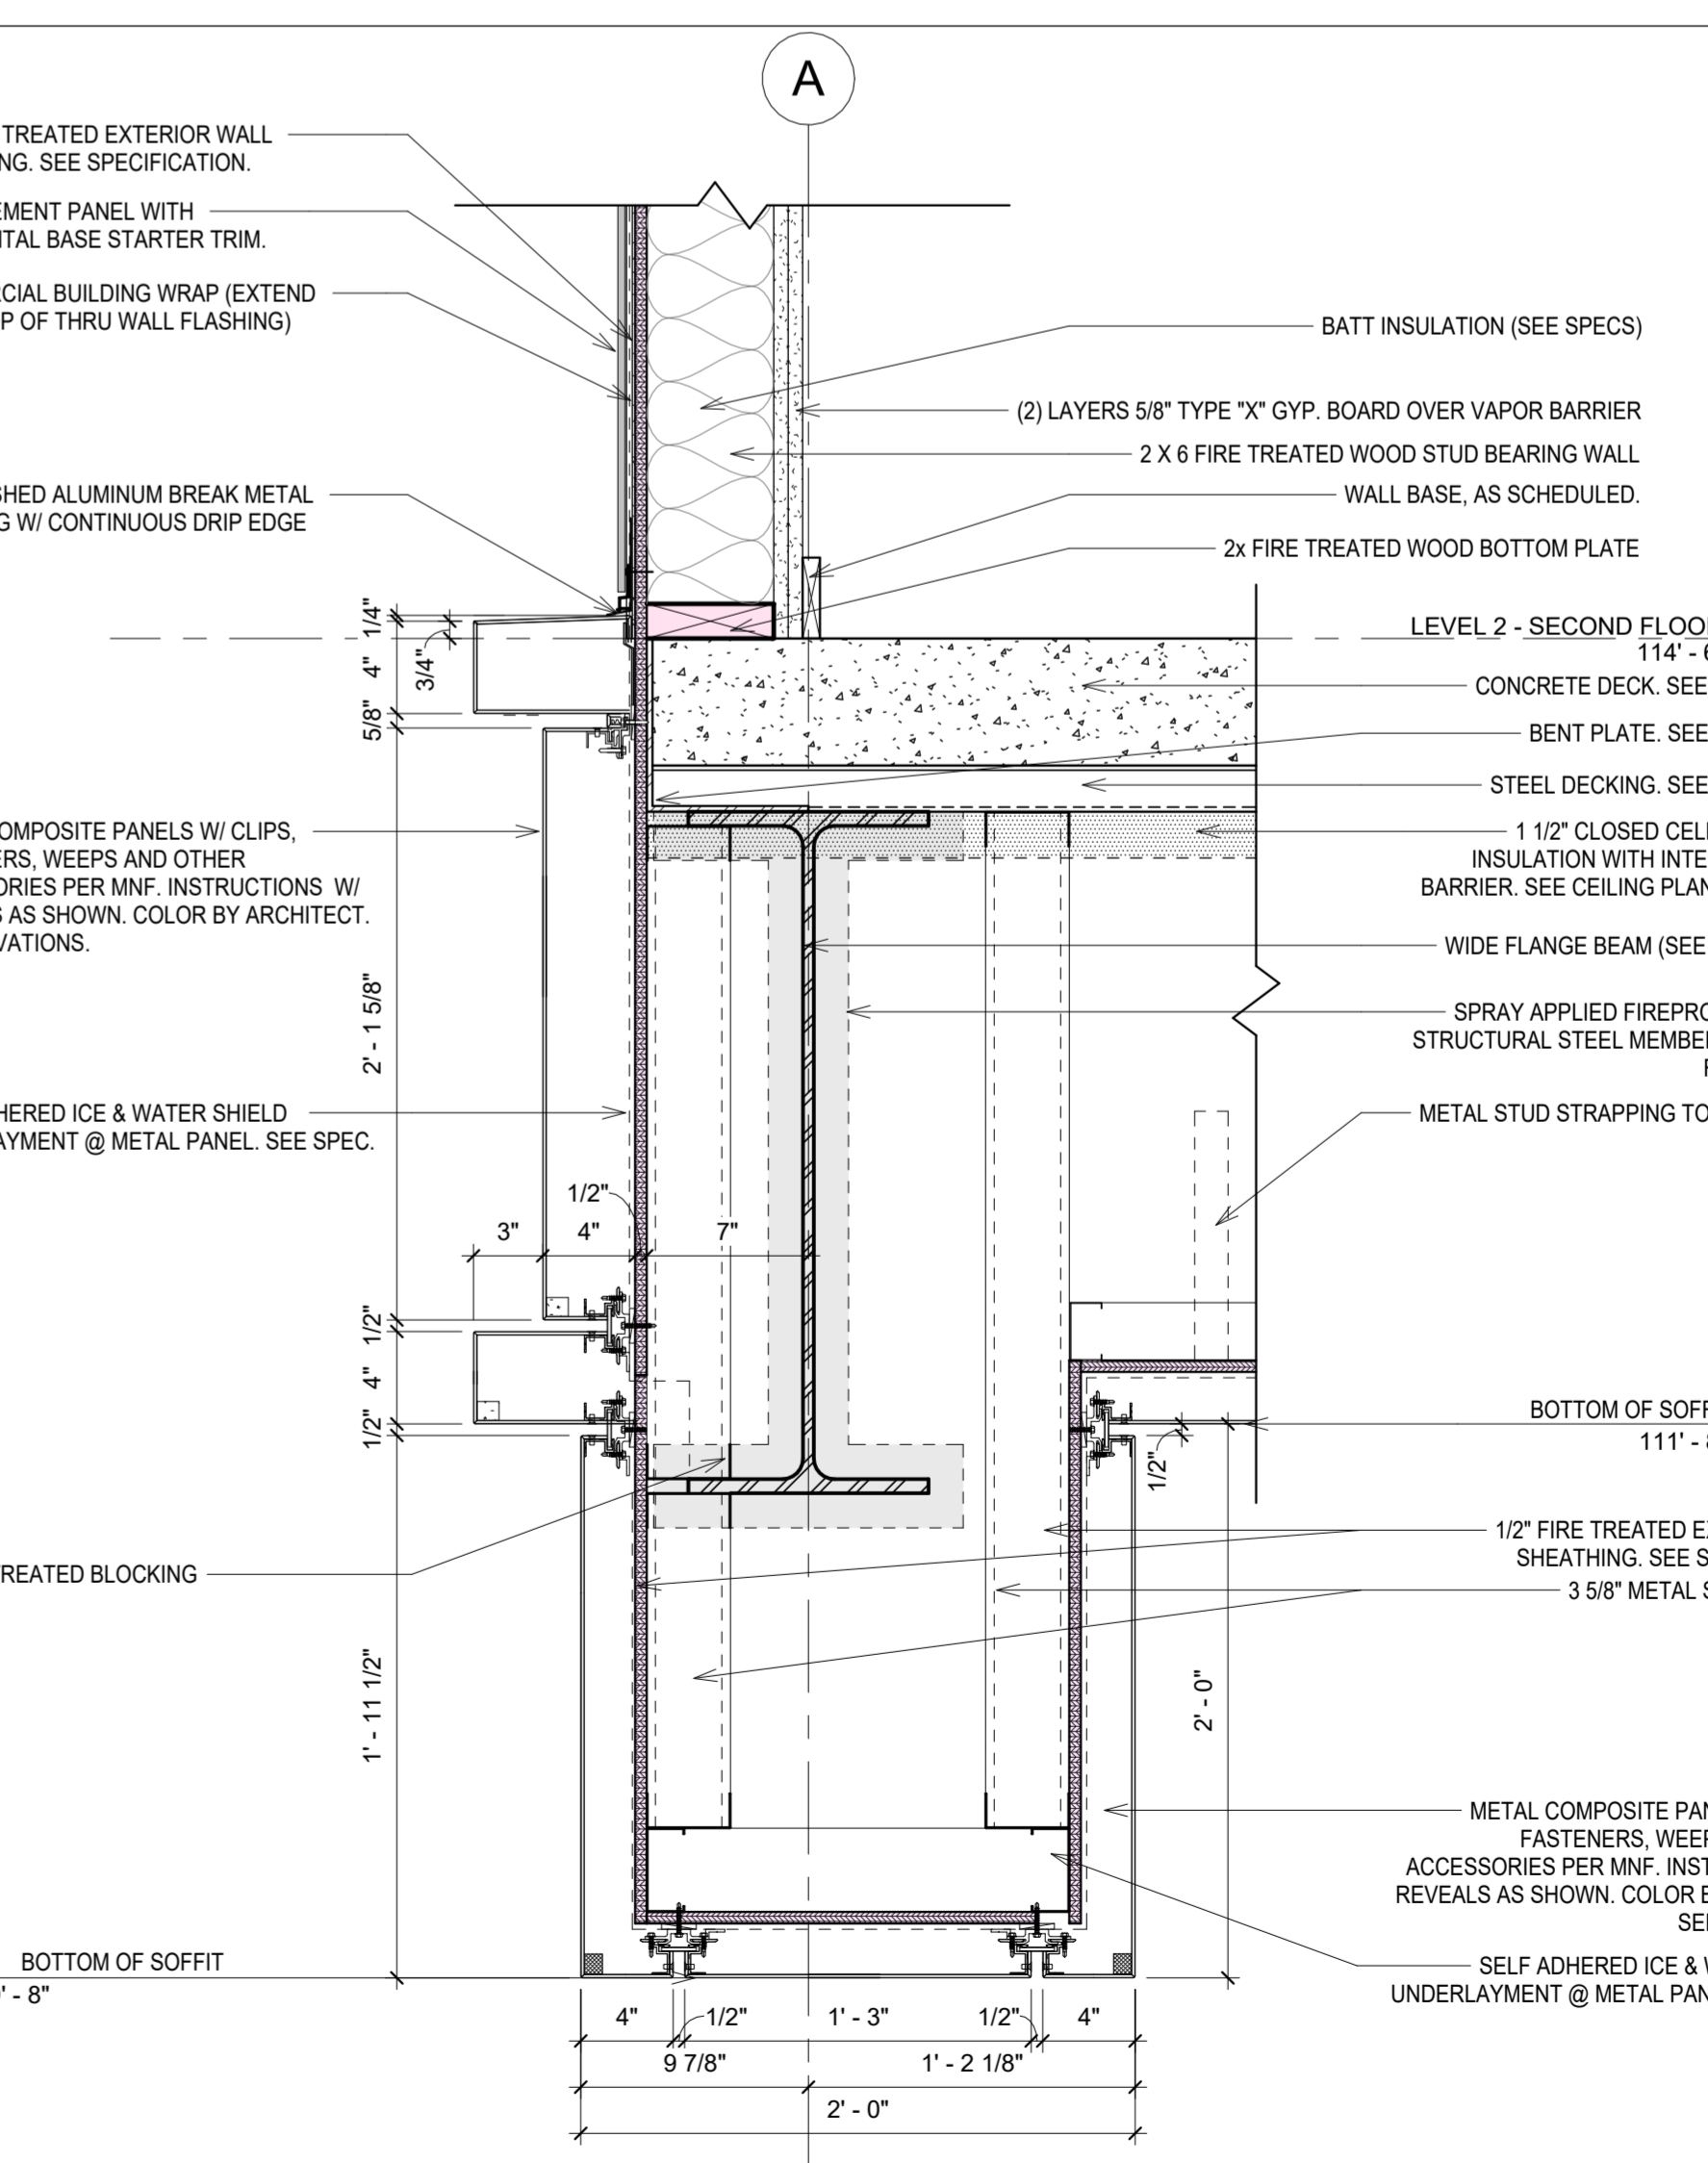 A
TREATED EXTERIOR WALL
NG. SEE SPECIFICATION.
EMENT PANEL WITH
TAL BASE STARTER TRIM.
RCIAL BUILDING WRAP (EXTEND
P OF THRU WALL FLASHING)
SHED ALUMINUM BREAK METAL
G W/ CONTINUOUS DRIP EDGE
OMPOSITE PANELS W/ CLIPS,
ERS, WEEPS AND OTHER
ORIES PER MNF. INSTRUCTIONS W/
S AS SHOWN. COLOR BY ARCHITECT.
VATIONS.
HERED ICE & WATER SHIELD
AYMENT @ METAL PANEL. SEE SPEC.
REATED BLOCKING
BOTTOM OF SOFFIT
' - 8"
1/4"
3/4"
4"
5/8"
2' - 1 5/8"
1/2"
4"
1/2"
1' - 11 1/2"
1/2"
3"
4"
7"
BATT INSULATION (SEE SPECS)
(2) LAYERS 5/8" TYPE "X" GYP. BOARD OVER VAPOR BARRIER
2 X 6 FIRE TREATED WOOD STUD BEARING WALL
WALL BASE, AS SCHEDULED.
2x FIRE TREATED WOOD BOTTOM PLATE
LEVEL 2 - SECOND FLOO
114' - 6
CONCRETE DECK. SEE
BENT PLATE. SEE
STEEL DECKING. SEE
1 1/2" CLOSED CEL
INSULATION WITH INTE
BARRIER. SEE CEILING PLAN
WIDE FLANGE BEAM (SEE
SPRAY APPLIED FIREPRO
STRUCTURAL STEEL MEMBE
METAL STUD STRAPPING TO
BOTTOM OF SOF
111' - 8
1/2"
1/2" FIRE TREATED E
SHEATHING. SEE S
3 5/8" METAL S
2' - 0"
METAL COMPOSITE PAN
FASTENERS, WEEP
ACCESSORIES PER MNF. INST
REVEALS AS SHOWN. COLOR B
SE
SELF ADHERED ICE & W
UNDERLAYMENT @ METAL PAN
4"
1/2"
1' - 3"
1/2"
4"
9 7/8"
1' - 2 1/8"
2' - 0"